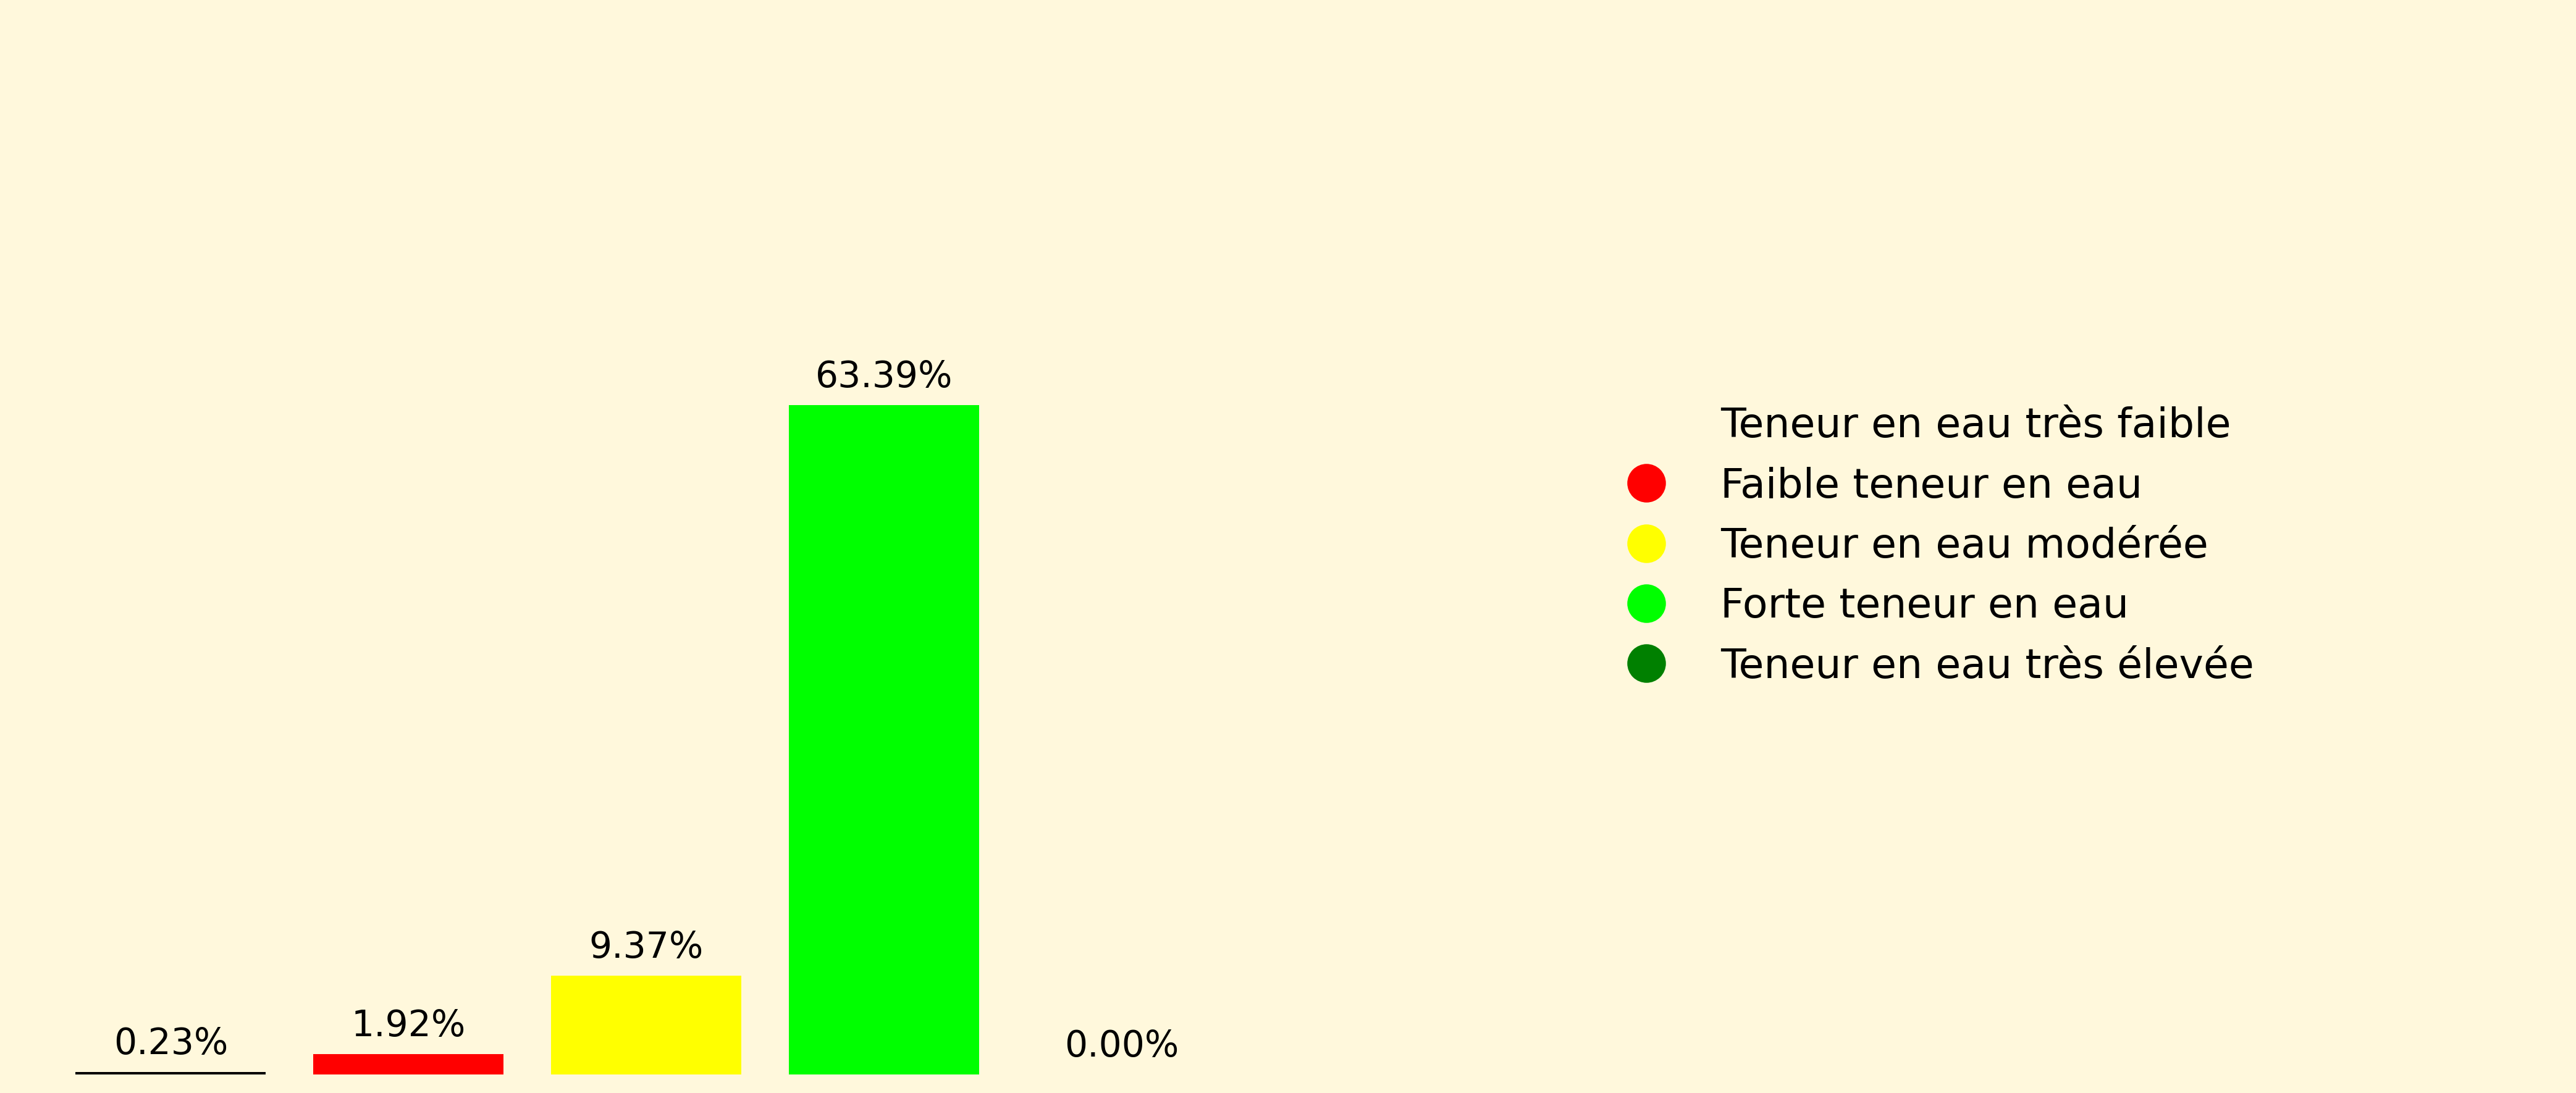 63.39%
9.37%
1.92%
0.23%
0.00%
Teneur en eau très faible
Faible teneur en eau
Teneur en eau modérée
Forte teneur en eau
Teneur en eau très élevée